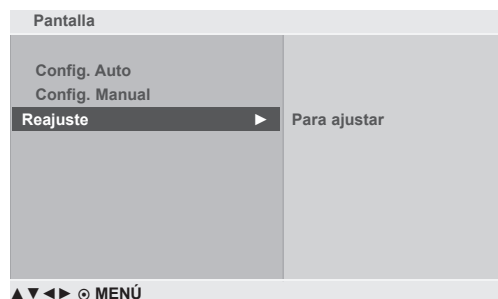 Pantalla
Config. Auto
Config. Manual
Reajuste ► Para ajustar
▲▼◄► ⊙ MENÚ